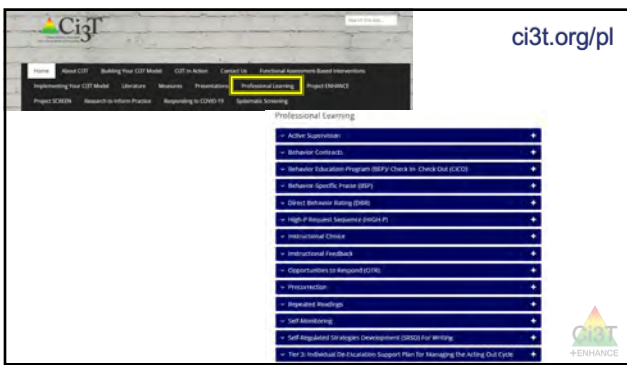 Ci3T
Search this site...
ci3t.org/pl
Home About CI3T Building Your CI3T Model CI3T In Action Contact Us Functional Assessment-Based Interventions
Implementing Your CI3T Model Literature Measures Presentations Professional Learning Project ENHANCE
Project SCREEN Research to Inform Practice Responding to COVID-19 Systematic Screening
Professional Learning
Active Supervision
Behavior Contracts
Behavior Education Program (BEP)/ Check In- Check Out (CICO)
Behavior-Specific Praise (BSP)
Direct Behavior Rating (DBR)
High-P Request Sequence (HIGH-P)
Instructional Choice
Instructional Feedback
Opportunities to Respond (OTR)
Precorrection
Repeated Readings
Self-Monitoring
Self-Regulated Strategies Development (SRSD) For Writing
Tier 3: Individual De-Escalation Support Plan for Managing the Acting Out Cycle
Ci3T
+ENHANCE